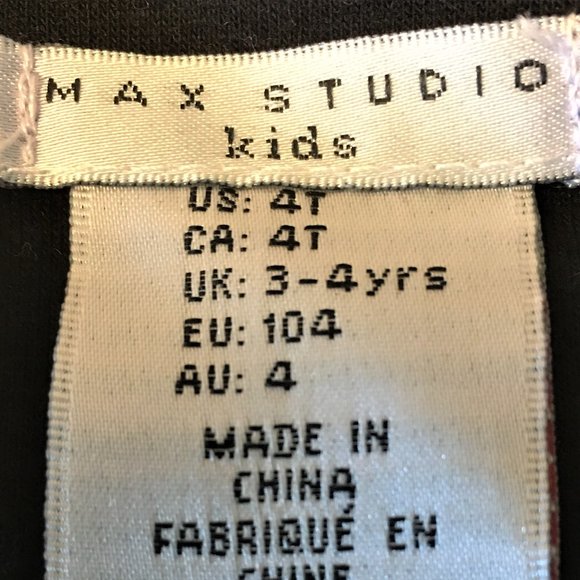 MAX STUDIO
kids
US: 4T
CA: 4T
UK: 3-4yrs
EU: 104
AU: 4
MADE IN
CHINA
FABRIQUÉ EN
CHINE